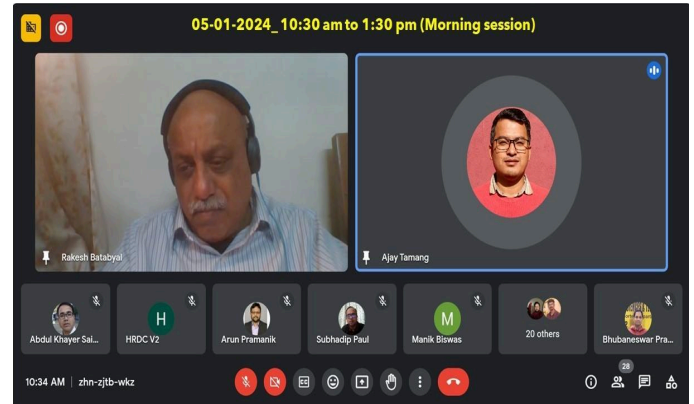 05-01-2024_ 10:30 am to 1:30 pm (Morning session)
Rakesh Batabyal
Ajay Tamang
Abdul Khayer Sai...
H
HRDC V2
Arun Pramanik
Subhadip Paul
M
Manik Biswas
20 others
Bhubaneswar Pra...
10:34 AM | zhn-zjtb-wkz
CC
28